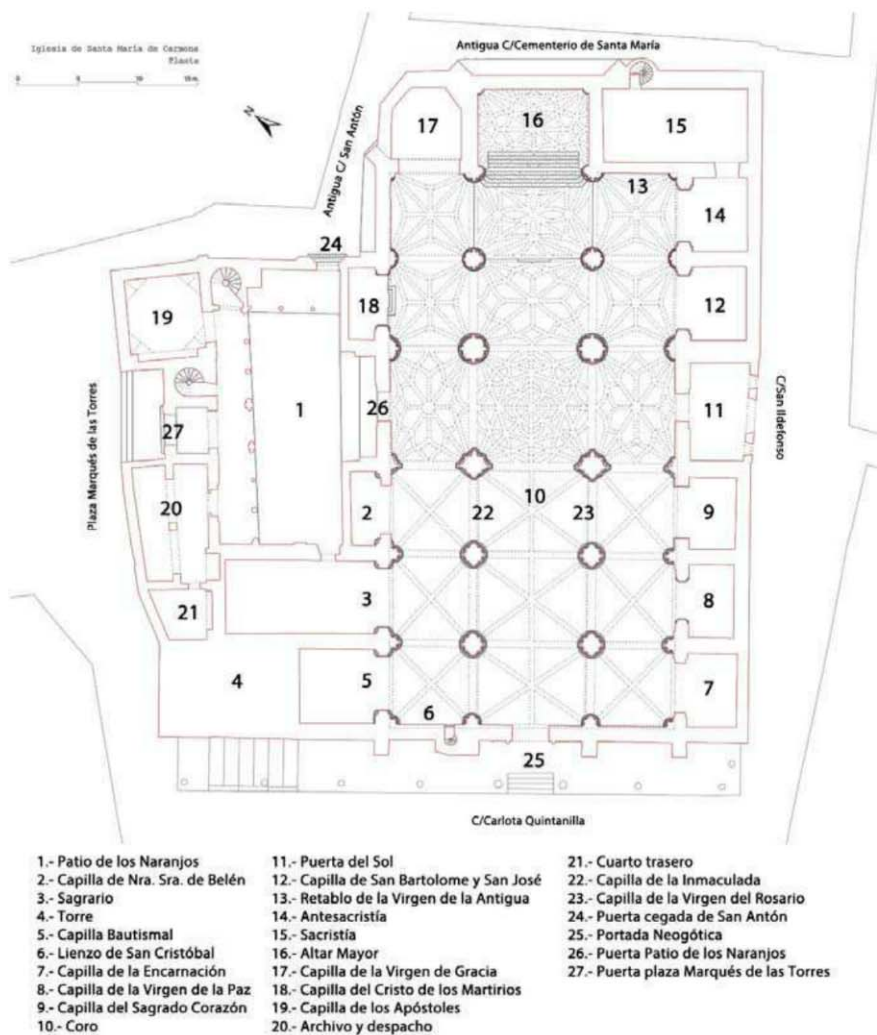 Iglesia de Santa María de Carmona
Planta
0 5 10 15m.
N
Antigua C/Cementerio de Santa María
Antigua C/ San Antón
Plaza Marqués de las Torres
C/San Ildefonso
17
16
15
13
14
24
19
18
12
1
26
11
27
10
20
2
22
23
9
21
3
8
4
5
7
6
25
C/Carlota Quintanilla
1.- Patio de los Naranjos
2.- Capilla de Nra. Sra. de Belén
3.- Sagrario
4.- Torre
5.- Capilla Bautismal
6.- Lienzo de San Cristóbal
7.- Capilla de la Encarnación
8.- Capilla de la Virgen de la Paz
9.- Capilla del Sagrado Corazón
10.- Coro
11.- Puerta del Sol
12.- Capilla de San Bartolome y San José
13.- Retablo de la Virgen de la Antigua
14.- Antesacristía
15.- Sacristía
16.- Altar Mayor
17.- Capilla de la Virgen de Gracia
18.- Capilla del Cristo de los Martirios
19.- Capilla de los Apóstoles
20.- Archivo y despacho
21.- Cuarto trasero
22.- Capilla de la Inmaculada
23.- Capilla de la Virgen del Rosario
24.- Puerta cegada de San Antón
25.- Portada Neogótica
26.- Puerta Patio de los Naranjos
27.- Puerta plaza Marqués de las Torres